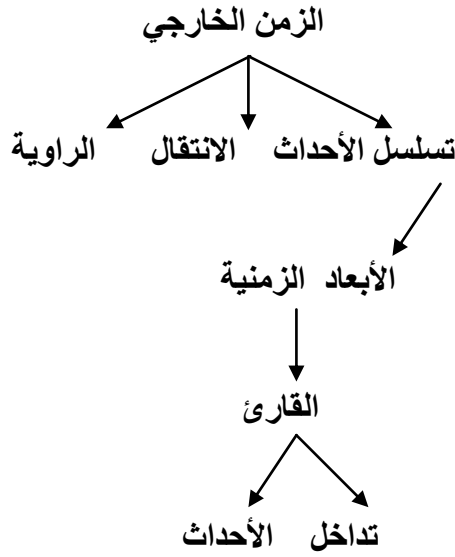 الزمن الخارجي
تسلسل الأحداث الانتقال الراوية
الأبعاد الزمنية
القارئ
تداخل الأحداث